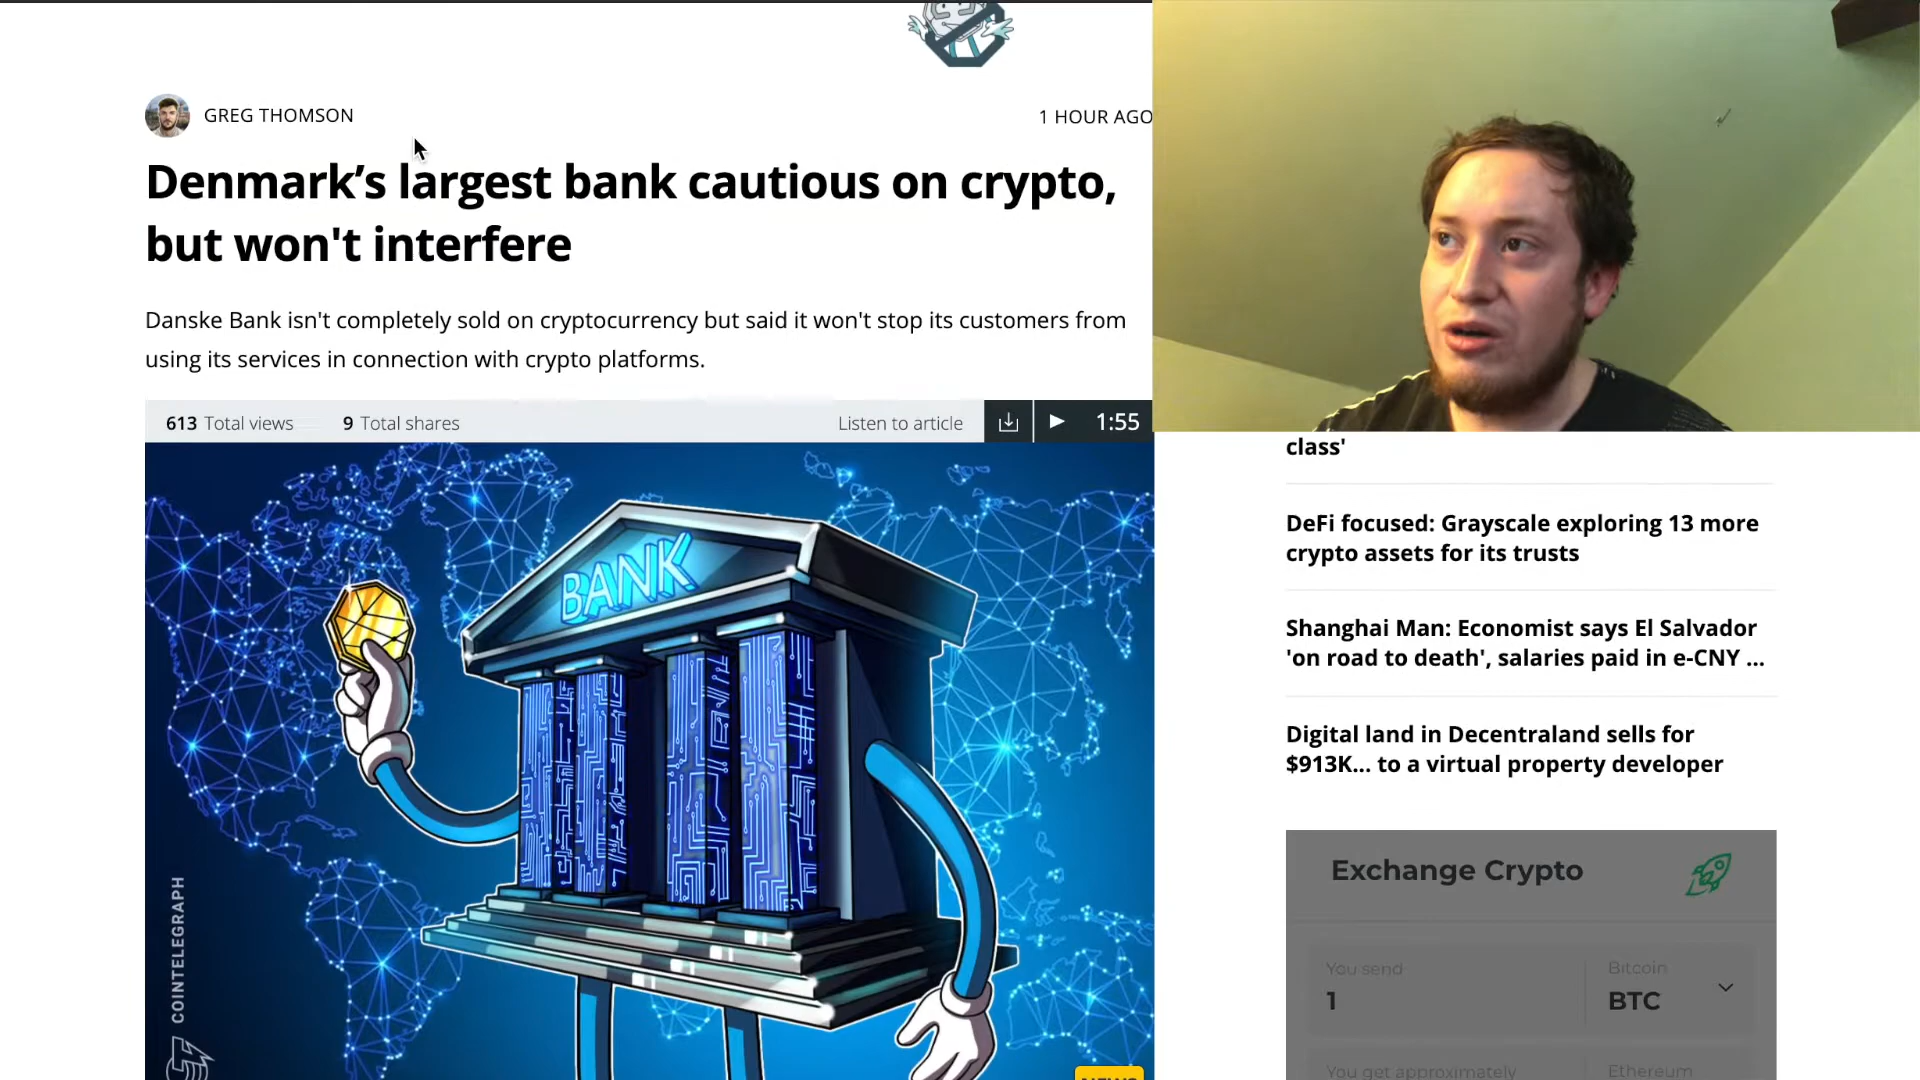 GREG THOMSON
1 HOUR AGO
Denmark’s largest bank cautious on crypto,
but won't interfere
Danske Bank isn't completely sold on cryptocurrency but said it won't stop its customers from
using its services in connection with crypto platforms.
613 Total views 9 Total shares Listen to article 1:55
BANK
COINTELEGRAPH
NEWS
class'
DeFi focused: Grayscale exploring 13 more
crypto assets for its trusts
Shanghai Man: Economist says El Salvador
'on road to death', salaries paid in e-CNY ...
Digital land in Decentraland sells for
$913K... to a virtual property developer
Exchange Crypto
You send
1
Bitcoin
BTC
You get approximately
Ethereum